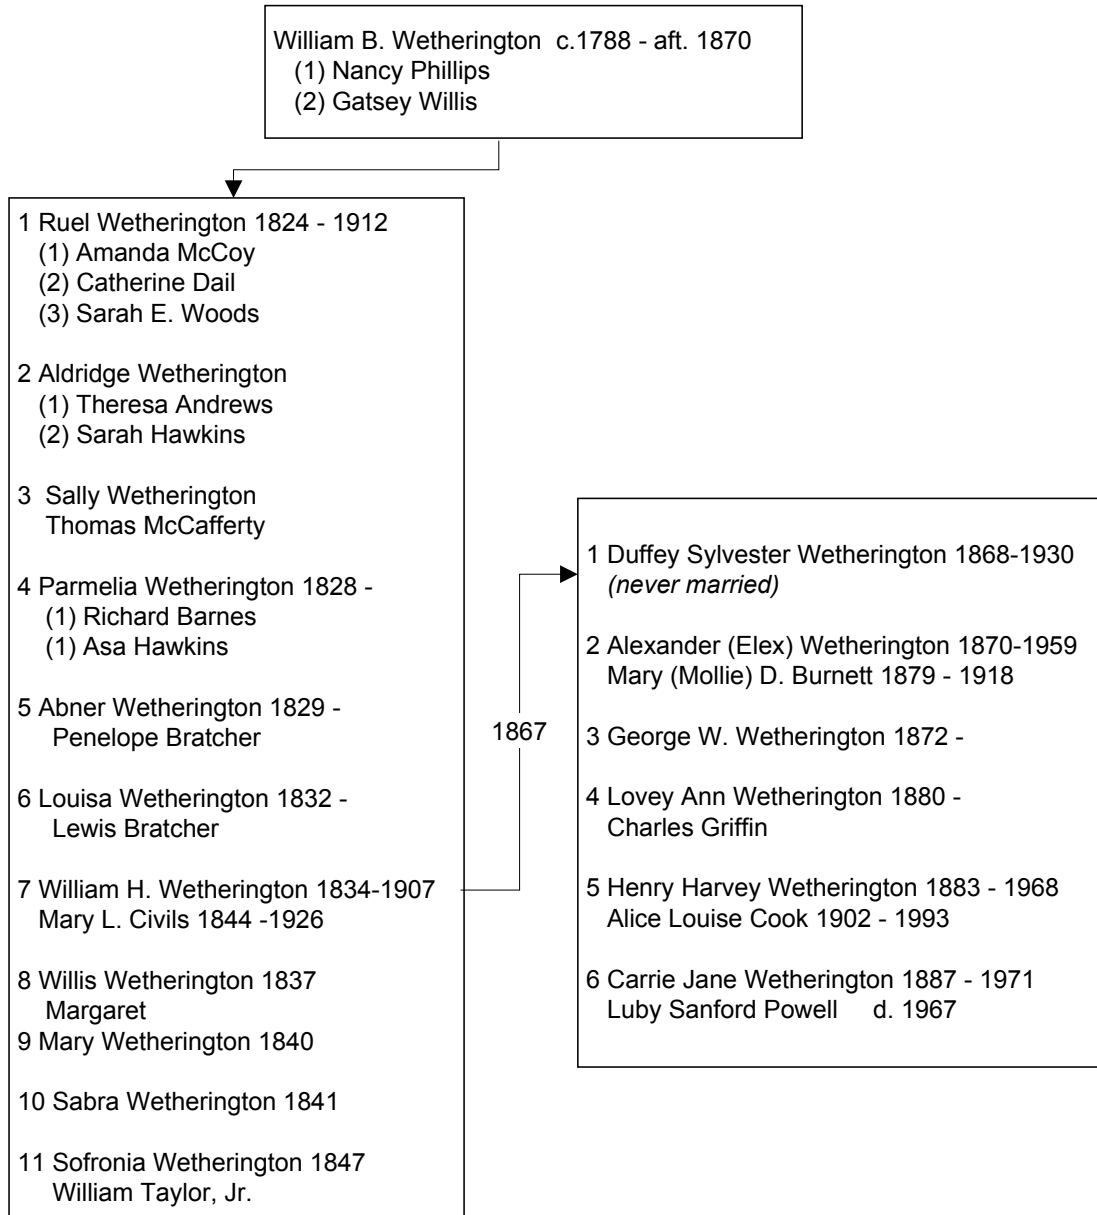 William B. Wetherington c.1788 - aft. 1870
(1) Nancy Phillips
(2) Gatsey Willis
1 Ruel Wetherington 1824 - 1912
(1) Amanda McCoy
(2) Catherine Dail
(3) Sarah E. Woods
2 Aldridge Wetherington
(1) Theresa Andrews
(2) Sarah Hawkins
3 Sally Wetherington
Thomas McCafferty
4 Parmelia Wetherington 1828 -
(1) Richard Barnes
(1) Asa Hawkins
5 Abner Wetherington 1829 -
Penelope Bratcher
6 Louisa Wetherington 1832 -
Lewis Bratcher
7 William H. Wetherington 1834-1907
Mary L. Civils 1844 -1926
8 Willis Wetherington 1837
Margaret
9 Mary Wetherington 1840
10 Sabra Wetherington 1841
11 Sofronia Wetherington 1847
William Taylor, Jr.
1867
1 Duffey Sylvester Wetherington 1868-1930
(never married)
2 Alexander (Elex) Wetherington 1870-1959
Mary (Mollie) D. Burnett 1879 - 1918
3 George W. Wetherington 1872 -
4 Lovey Ann Wetherington 1880 -
Charles Griffin
5 Henry Harvey Wetherington 1883 - 1968
Alice Louise Cook 1902 - 1993
6 Carrie Jane Wetherington 1887 - 1971
Luby Sanford Powell d. 1967